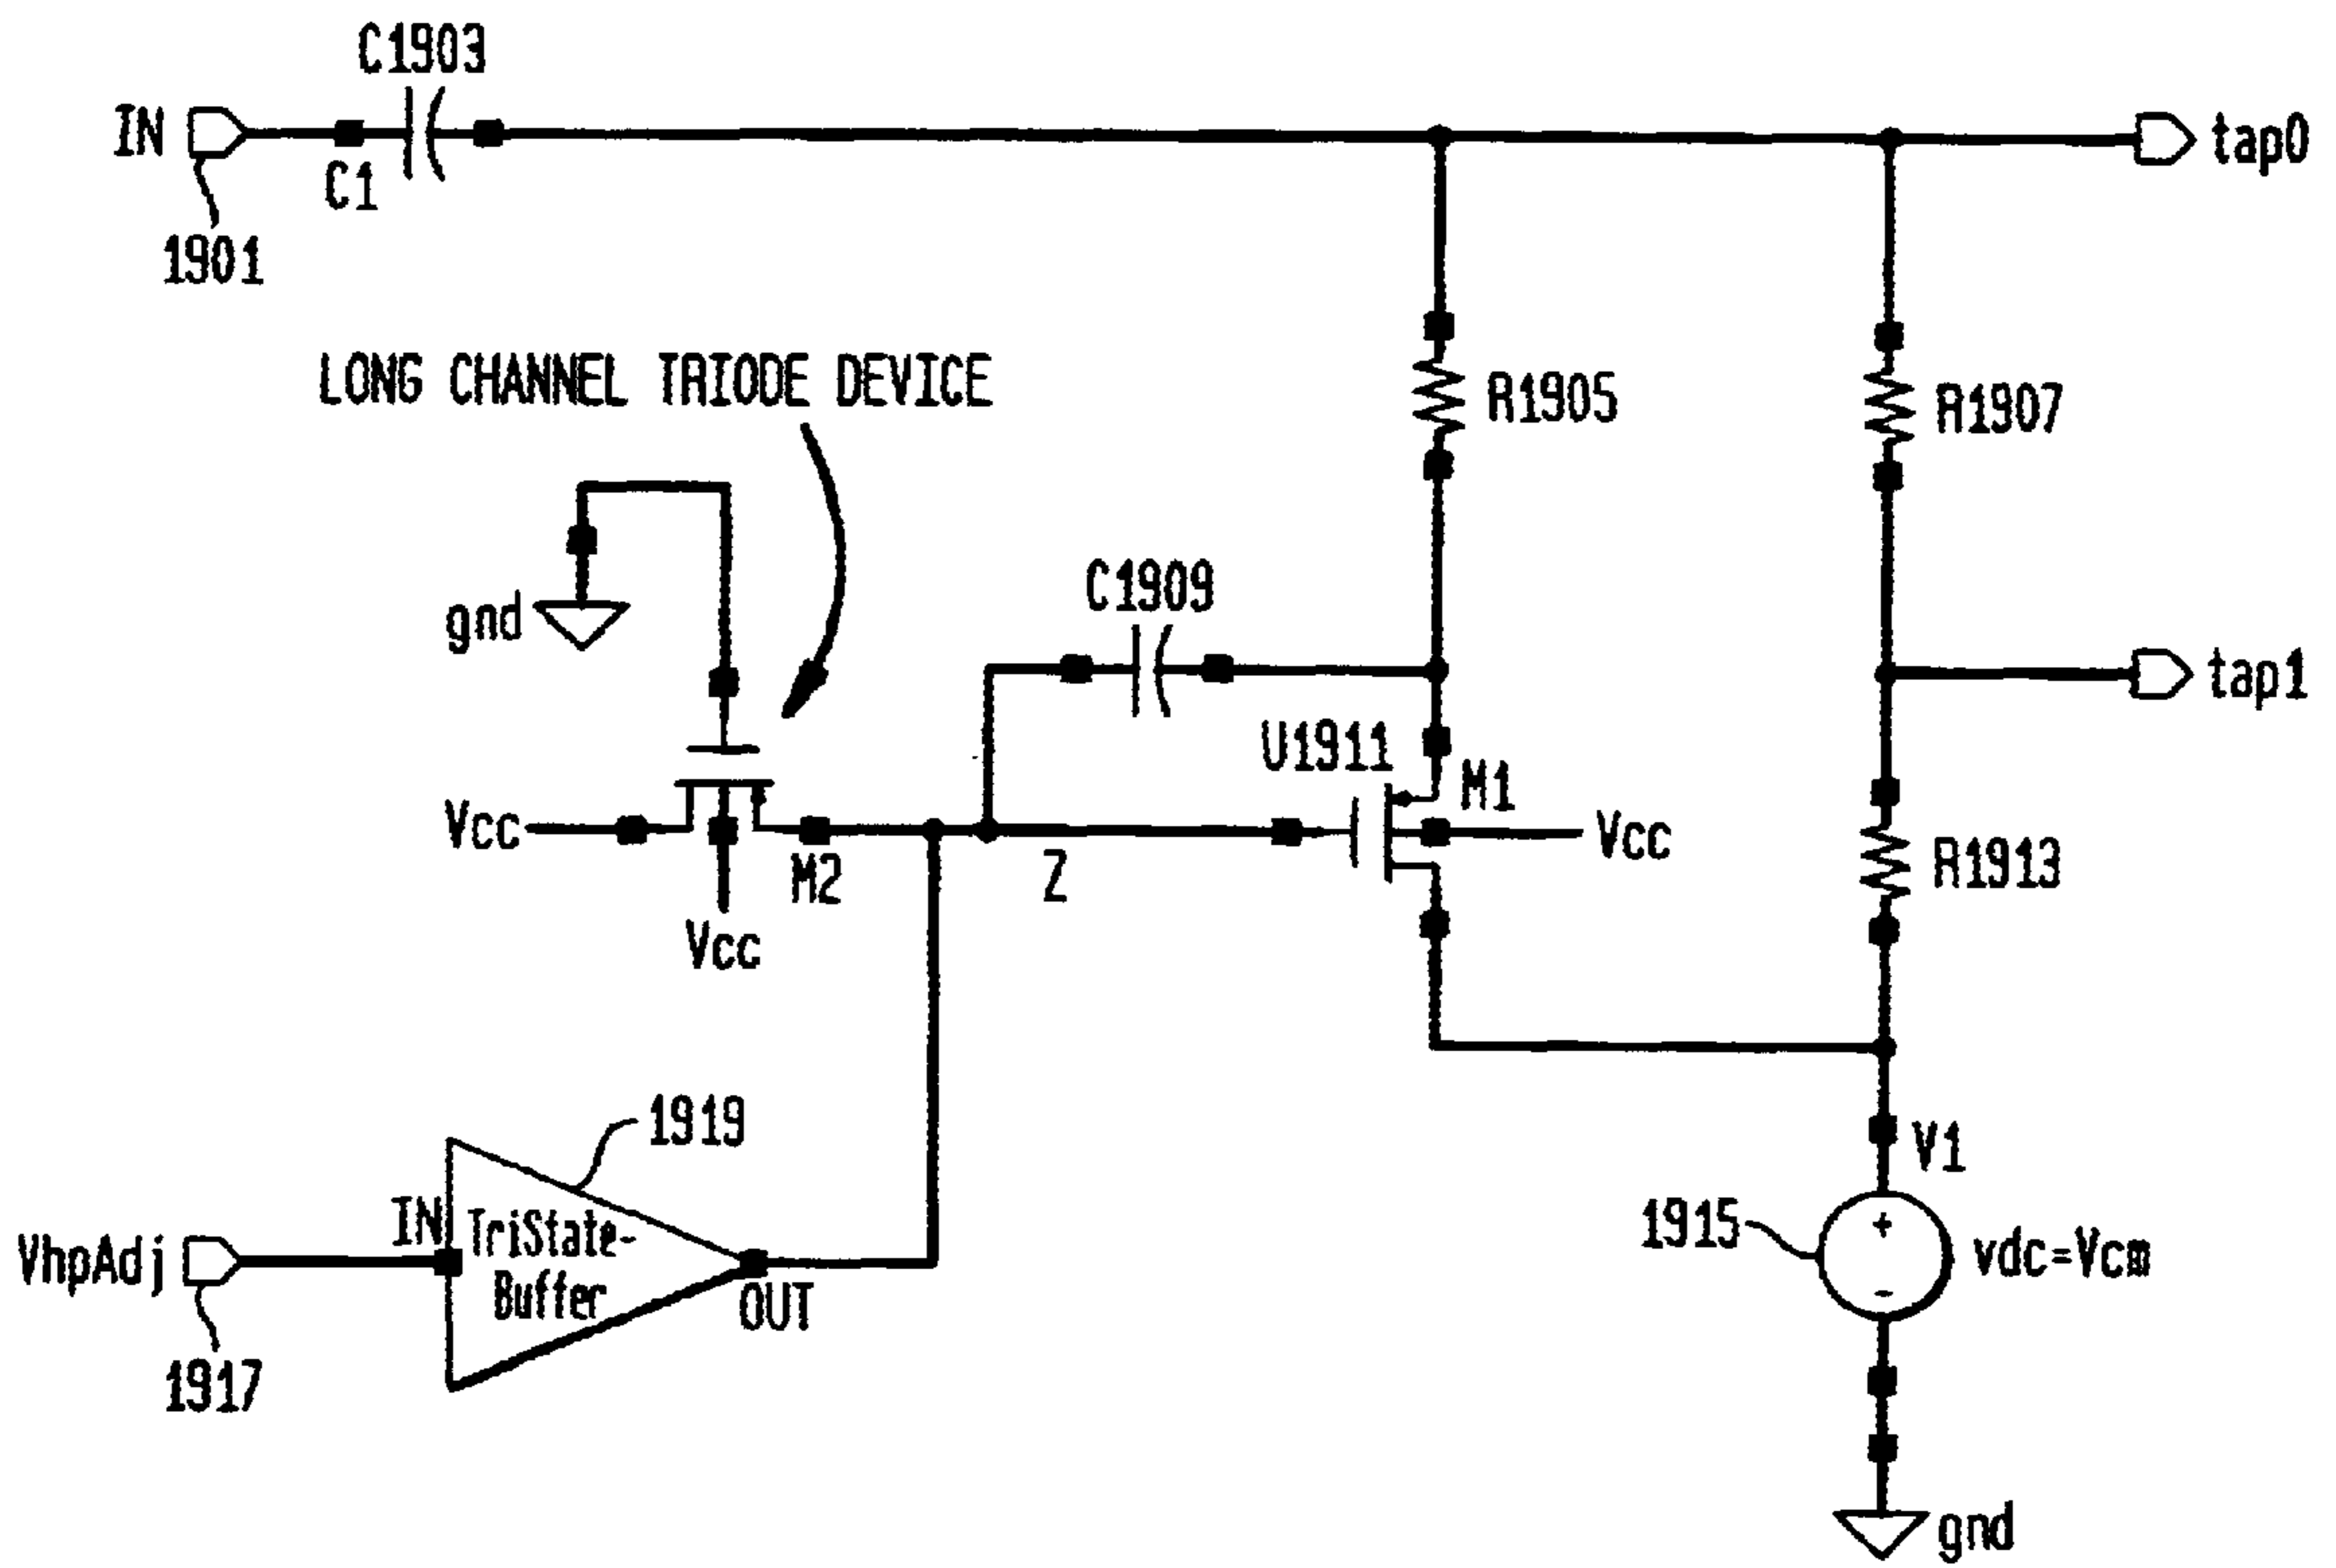 C1903
IN
C1
1901
tap0
LONG CHANNEL TRIODE DEVICE
R1905
R1907
gnd
C1909
tap1
U1911
M1
Vcc
Vcc
M2
Z
Vcc
R1913
1919
V1
IN
TriState-
Buffer
VhpAdj
OUT
1915
vdc=Vcm
1917
gnd